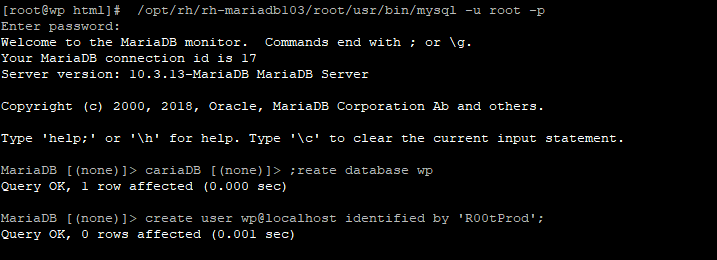 [root@wp html]#  /opt/rh/rh-mariadb103/root/usr/bin/mysql -u root -p
Enter password:
Welcome to the MariaDB monitor.  Commands end with ; or \g.
Your MariaDB connection id is 17
Server version: 10.3.13-MariaDB MariaDB Server

Copyright (c) 2000, 2018, Oracle, MariaDB Corporation Ab and others.

Type 'help;' or '\h' for help. Type '\c' to clear the current input statement.

MariaDB [(none)]> cariaDB [(none)]> ;reate database wp
Query OK, 1 row affected (0.000 sec)

MariaDB [(none)]> create user wp@localhost identified by 'R00tProd';
Query OK, 0 rows affected (0.001 sec)